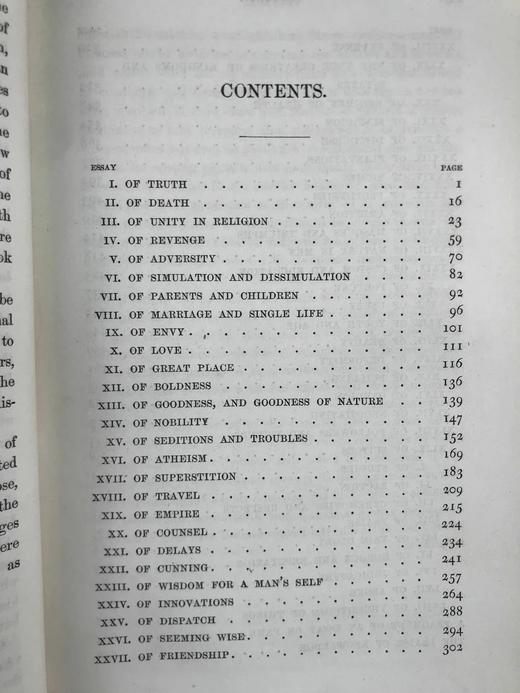 CONTENTS.
ESSAY PAGE
I. OF TRUTH . . . . . . . . . . . . 1
II. OF DEATH . . . . . . . . . . . . 16
III. OF UNITY IN RELIGION . . . . . . . . 23
IV. OF REVENGE . . . . . . . . . . . 59
V. OF ADVERSITY . . . . . . . . . . 70
VI. OF SIMULATION AND DISSIMULATION . . . . 82
VII. OF PARENTS AND CHILDREN . . . . . . 92
VIII. OF MARRIAGE AND SINGLE LIFE . . . . . 96
IX. OF ENVY . . . . . . . . . . . . 101
X. OF LOVE . . . . . . . . . . . . 111
XI. OF GREAT PLACE . . . . . . . . . 116
XII. OF BOLDNESS . . . . . . . . . . 136
XIII. OF GOODNESS, AND GOODNESS OF NATURE . . 139
XIV. OF NOBILITY . . . . . . . . . . . 147
XV. OF SEDITIONS AND TROUBLES . . . . . . 152
XVI. OF ATHEISM . . . . . . . . . . . 169
XVII. OF SUPERSTITION . . . . . . . . . 183
XVIII. OF TRAVEL . . . . . . . . . . . 209
XIX. OF EMPIRE . . . . . . . . . . . 215
XX. OF COUNSEL . . . . . . . . . . . 224
XXI. OF DELAYS . . . . . . . . . . . 234
XXII. OF CUNNING . . . . . . . . . . . 241
XXIII. OF WISDOM FOR A MAN'S SELF . . . . . 257
XXIV. OF INNOVATIONS . . . . . . . . . 264
XXV. OF DISPATCH . . . . . . . . . . 288
XXVI. OF SEEMING WISE . . . . . . . . . 294
XXVII. OF FRIENDSHIP . . . . . . . . . . 302